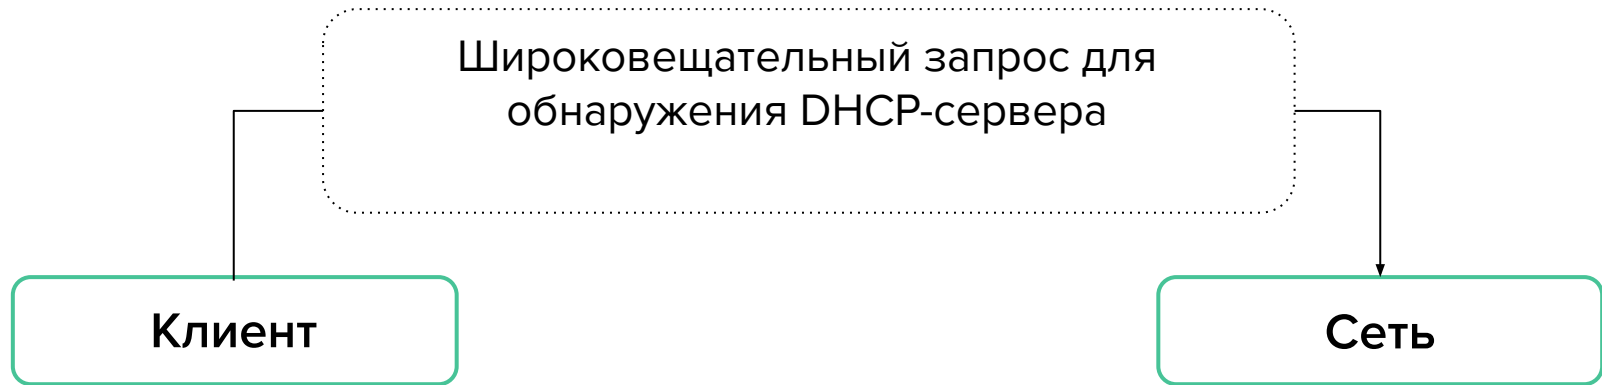 Широковещательный запрос для
обнаружения DHCP-сервера
Клиент
Сеть